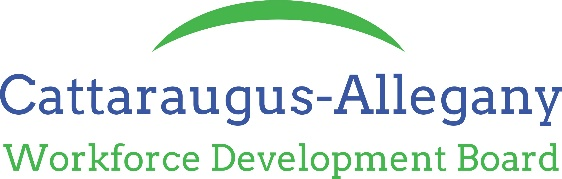 Cattaraugus-Allegany
Workforce Development Board